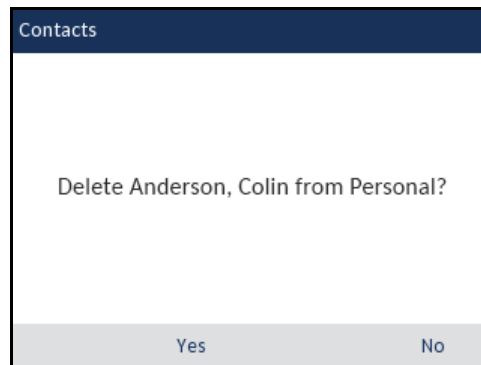 Contacts
Delete Anderson, Colin from Personal?
Yes No